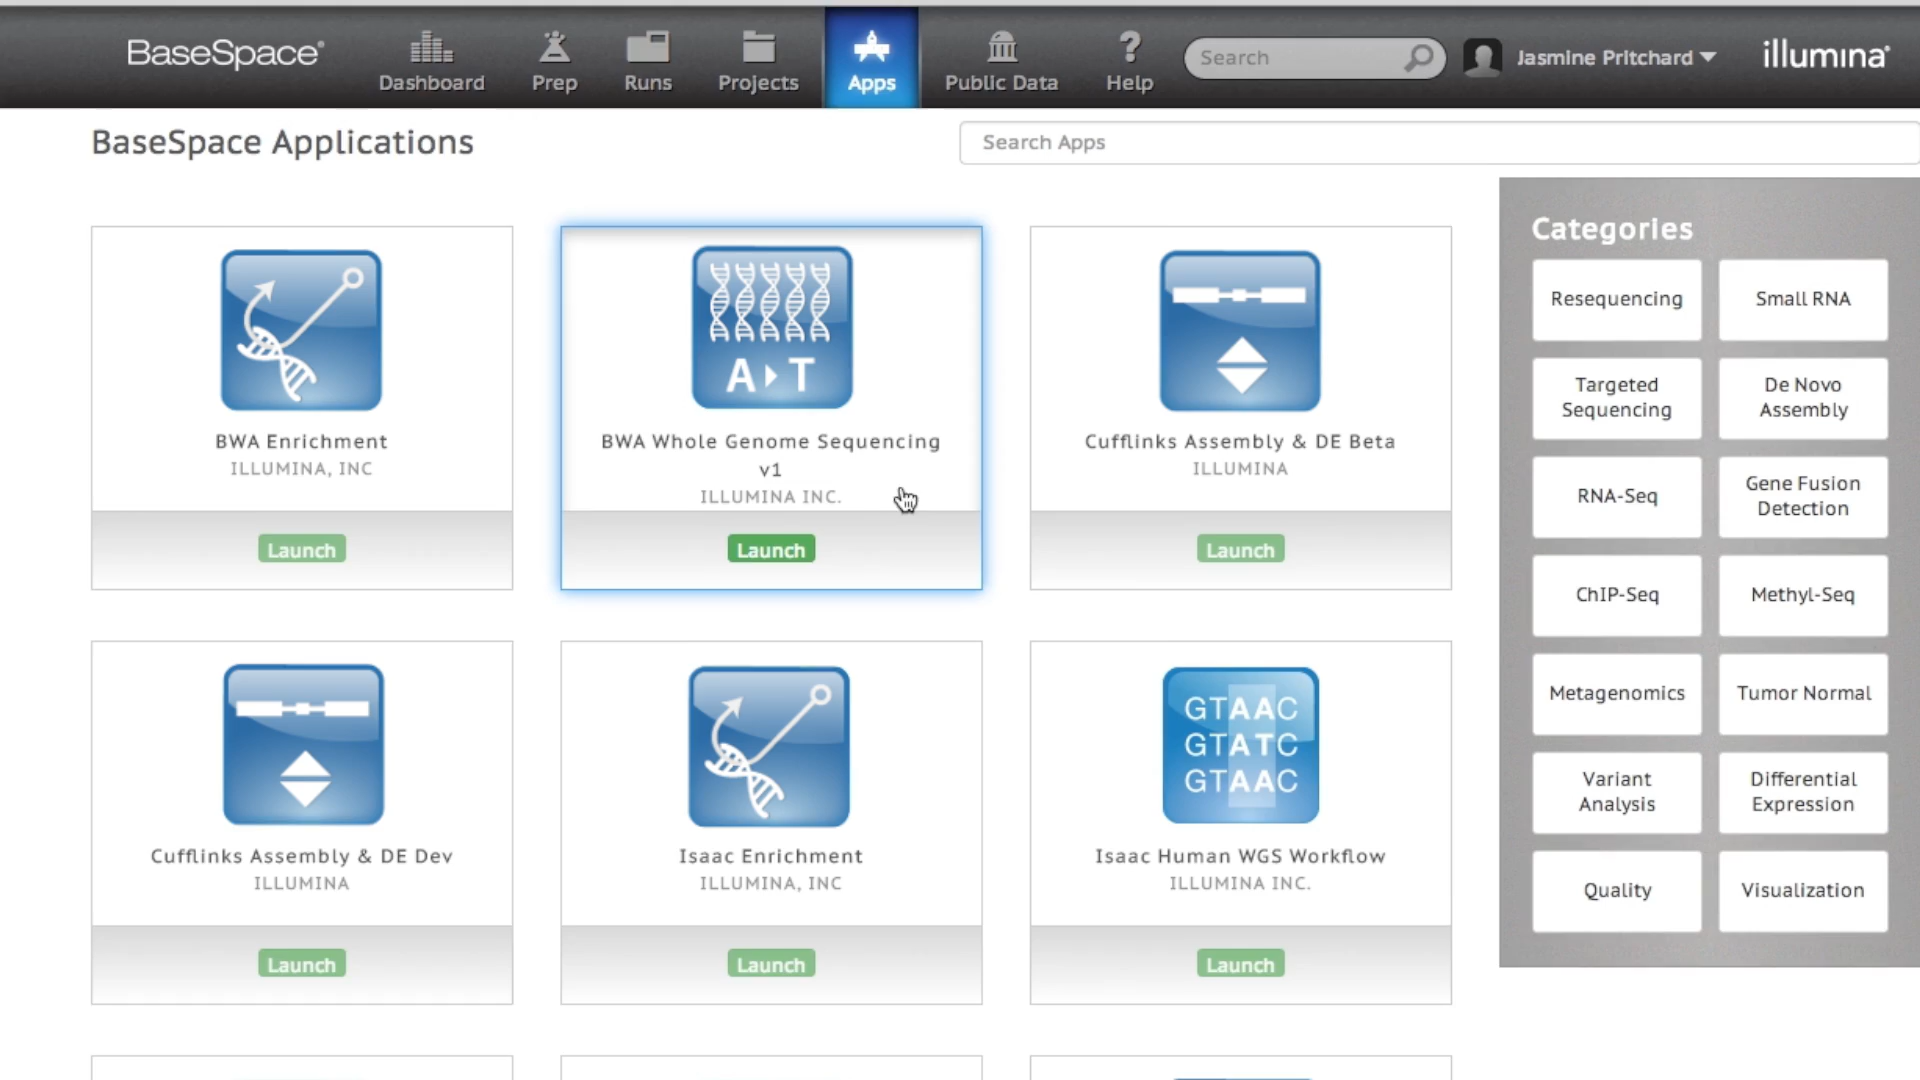 BaseSpace®
Dashboard
Prep
Runs
Projects
Apps
Public Data
? Help
Search
Jasmine Pritchard
illumina®
BaseSpace Applications
Search Apps
A T
BWA Enrichment
ILLUMINA, INC
Launch
BWA Whole Genome Sequencing
v1
ILLUMINA INC.
Launch
Cufflinks Assembly & DE Beta
ILLUMINA
Launch
Cufflinks Assembly & DE Dev
ILLUMINA
Launch
Isaac Enrichment
ILLUMINA, INC
Launch
GTAAC
GTATC
GTAAC
Isaac Human WGS Workflow
ILLUMINA INC.
Launch
Categories
Resequencing
Small RNA
Targeted
Sequencing
De Novo
Assembly
RNA-Seq
Gene Fusion
Detection
ChIP-Seq
Methyl-Seq
Metagenomics
Tumor Normal
Variant
Analysis
Differential
Expression
Quality
Visualization